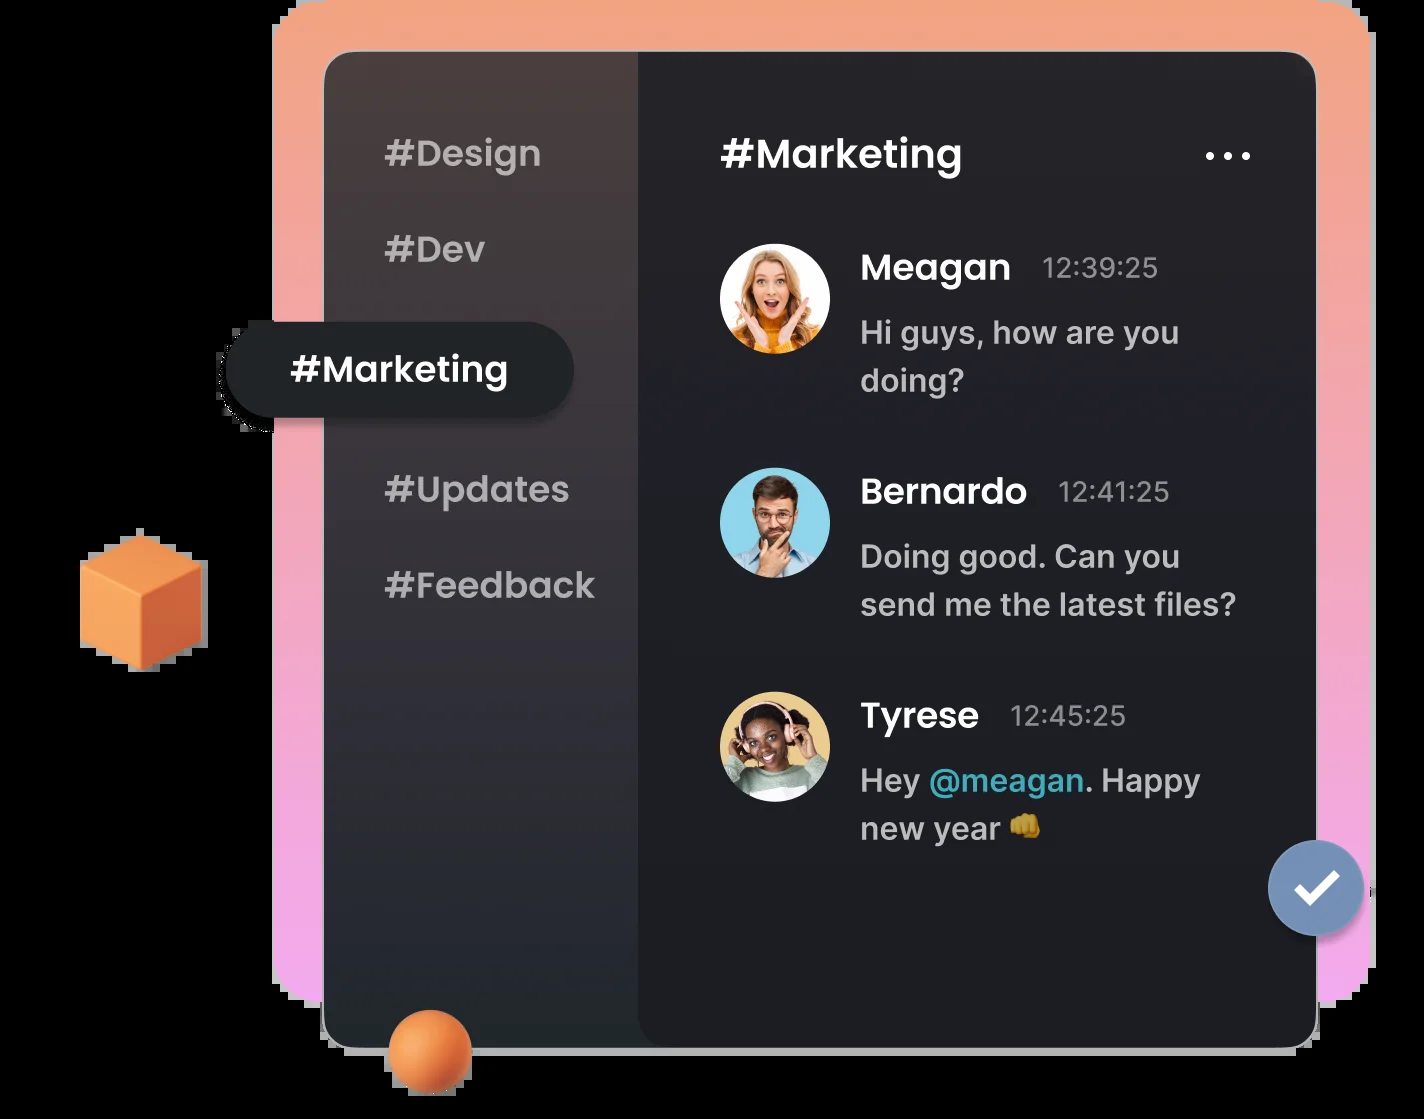 #Design
#Dev
#Marketing
#Updates
#Feedback
#Marketing
Meagan 12:39:25
Hi guys, how are you
doing?
Bernardo 12:41:25
Doing good. Can you
send me the latest files?
Tyrese 12:45:25
Hey @meagan. Happy
new year 👊